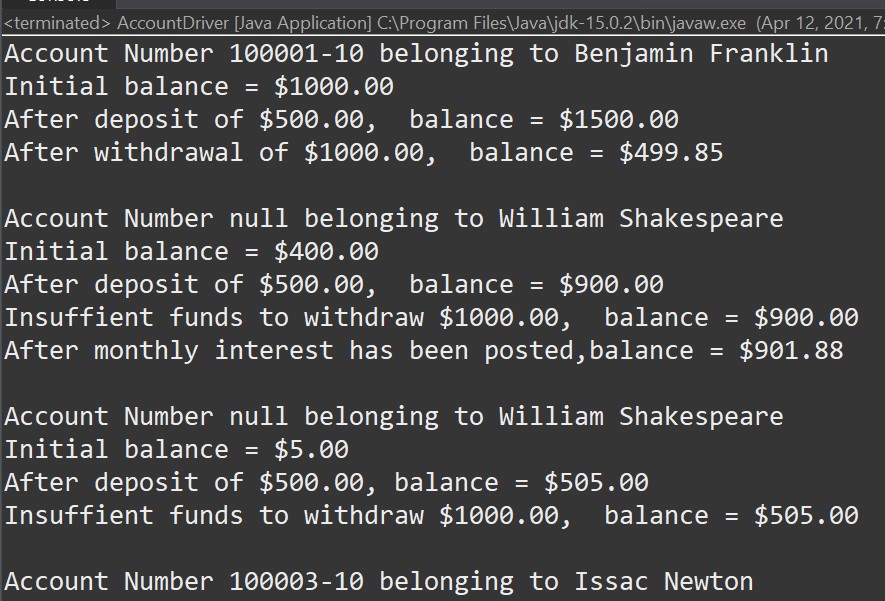 <terminated> AccountDriver [Java Application] C:\Program Files\Java\jdk-15.0.2\bin\javaw.exe (Apr 12, 2021, 7:
Account Number 100001-10 belonging to Benjamin Franklin
Initial balance = $1000.00
After deposit of $500.00,  balance = $1500.00
After withdrawal of $1000.00,  balance = $499.85
Account Number null belonging to William Shakespeare
Initial balance = $400.00
After deposit of $500.00,  balance = $900.00
Insuffient funds to withdraw $1000.00,  balance = $900.00
After monthly interest has been posted,balance = $901.88
Account Number null belonging to William Shakespeare
Initial balance = $5.00
After deposit of $500.00, balance = $505.00
Insuffient funds to withdraw $1000.00,  balance = $505.00
Account Number 100003-10 belonging to Issac Newton